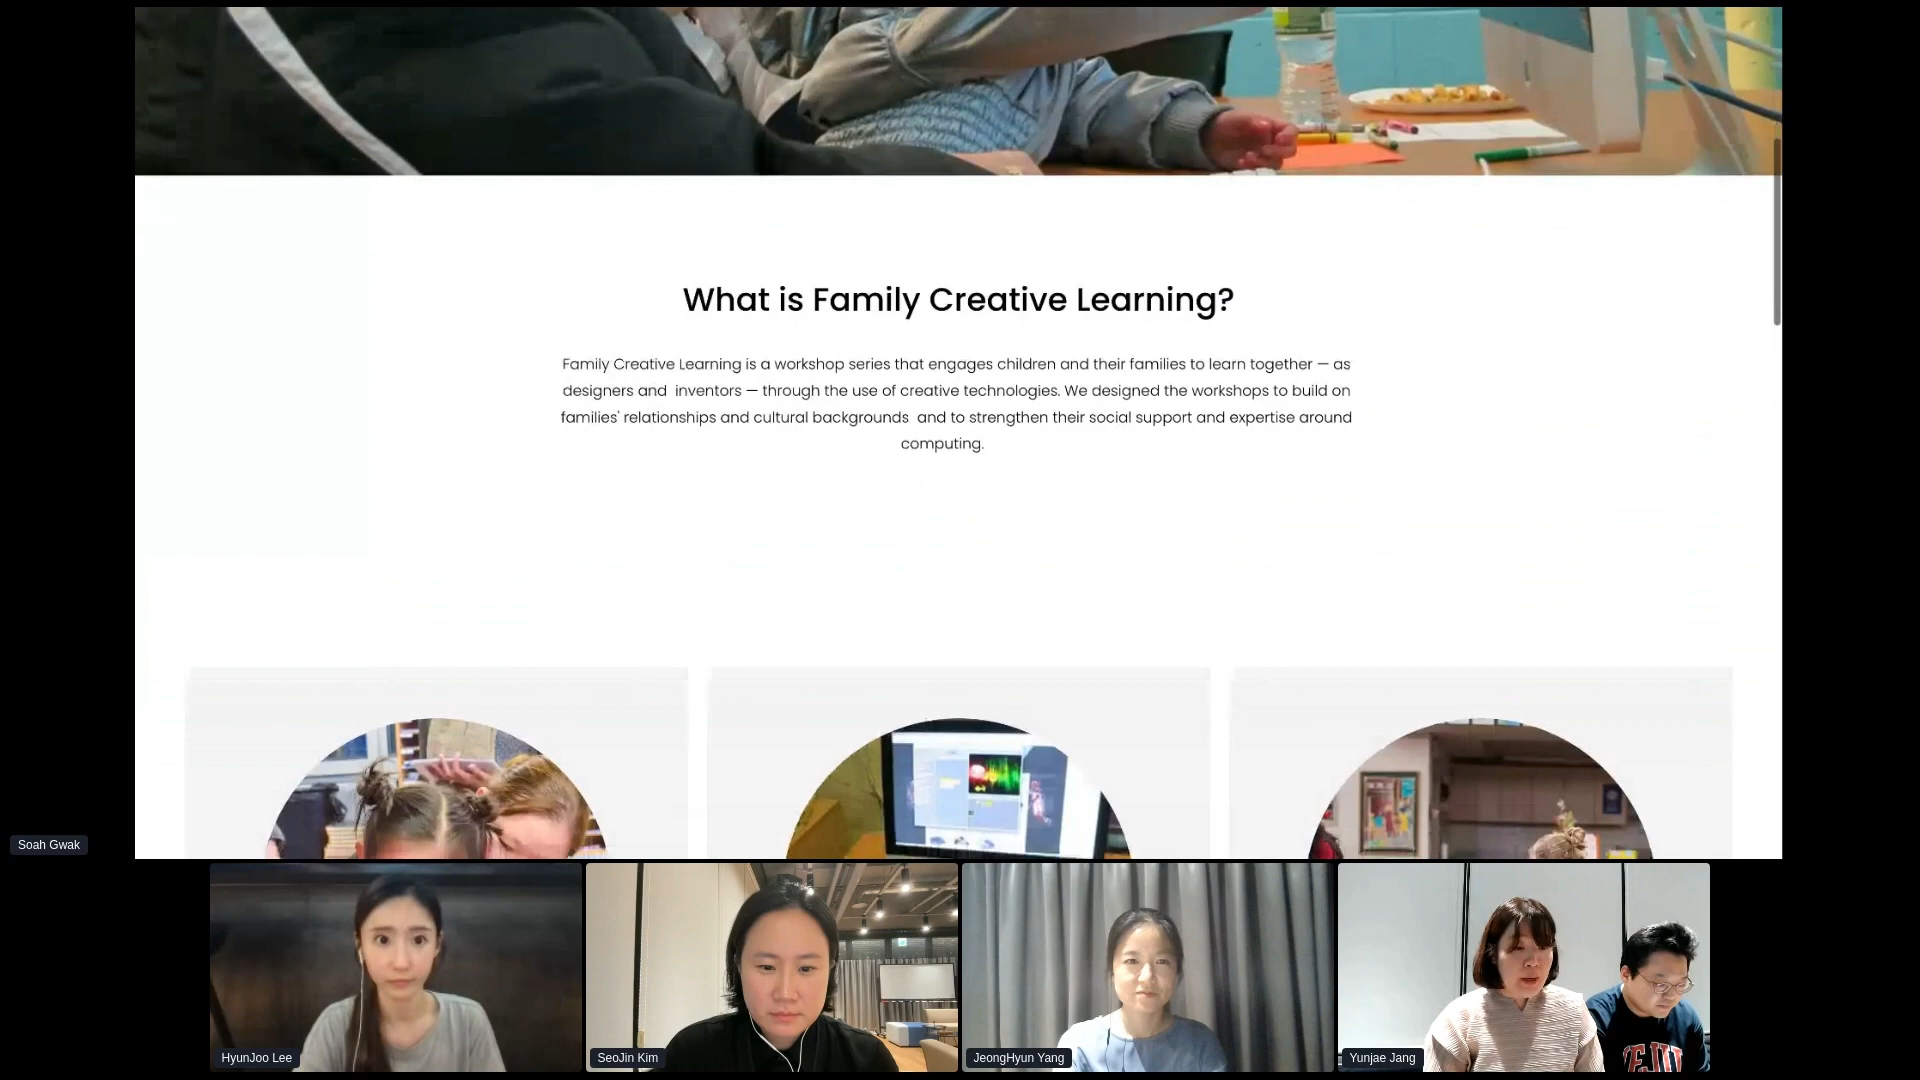 What is Family Creative Learning?
Family Creative Learning is a workshop series that engages children and their families to learn together — as
designers and inventors — through the use of creative technologies. We designed the workshops to build on
families' relationships and cultural backgrounds and to strengthen their social support and expertise around
computing.
Soah Gwak
HyunJoo Lee
SeoJin Kim
JeongHyun Yang
Yunjae Jang